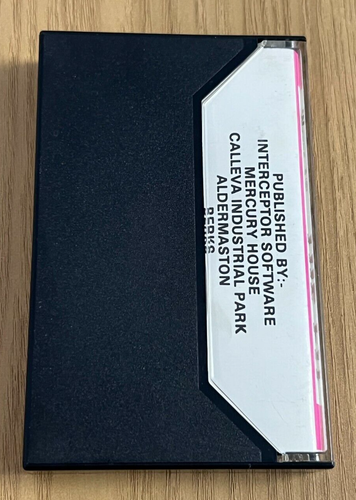 PUBLISHED BY:-
INTERCEPTOR SOFTWARE
MERCURY HOUSE
CALLEVA INDUSTRIAL PARK
ALDERMASTON
BERKS